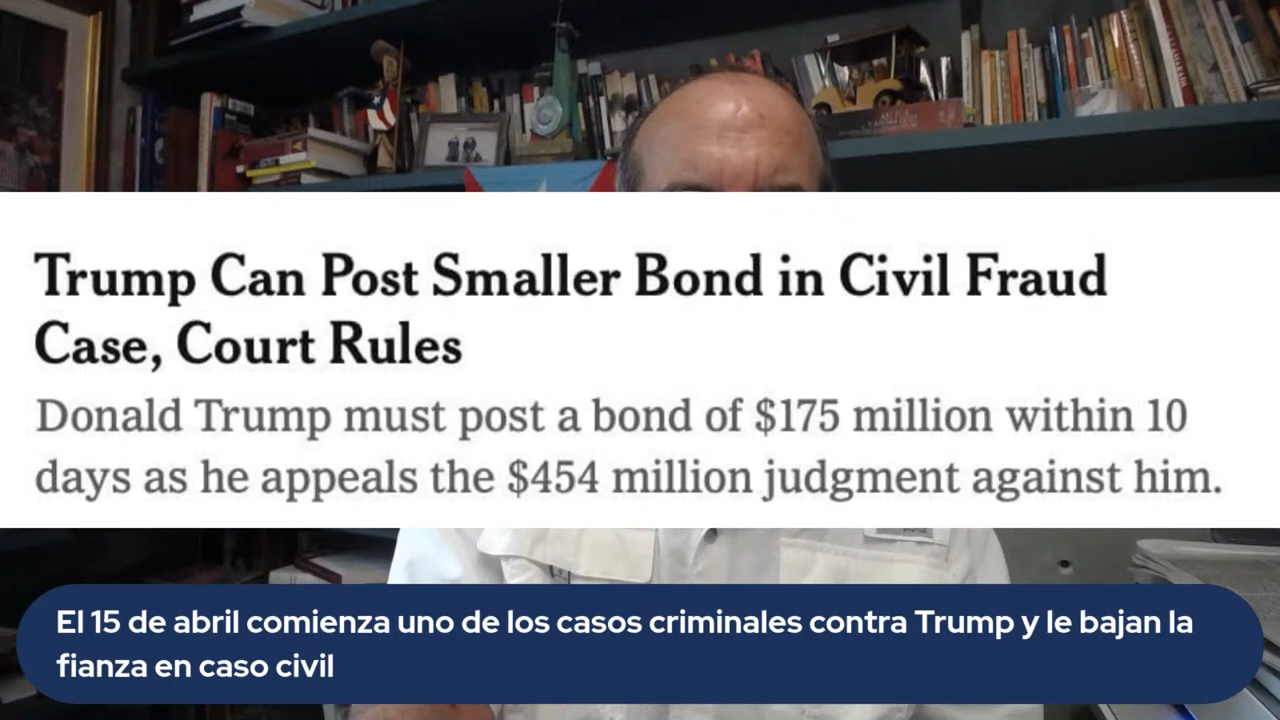 Trump Can Post Smaller Bond in Civil Fraud
Case, Court Rules
Donald Trump must post a bond of $175 million within 10
days as he appeals the $454 million judgment against him.
El 15 de abril comienza uno de los casos criminales contra Trump y le bajan la
fianza en caso civil